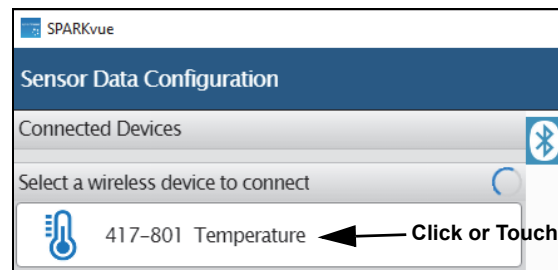 SPARKvue
Sensor Data Configuration
Connected Devices
Select a wireless device to connect
417-801 Temperature Click or Touch